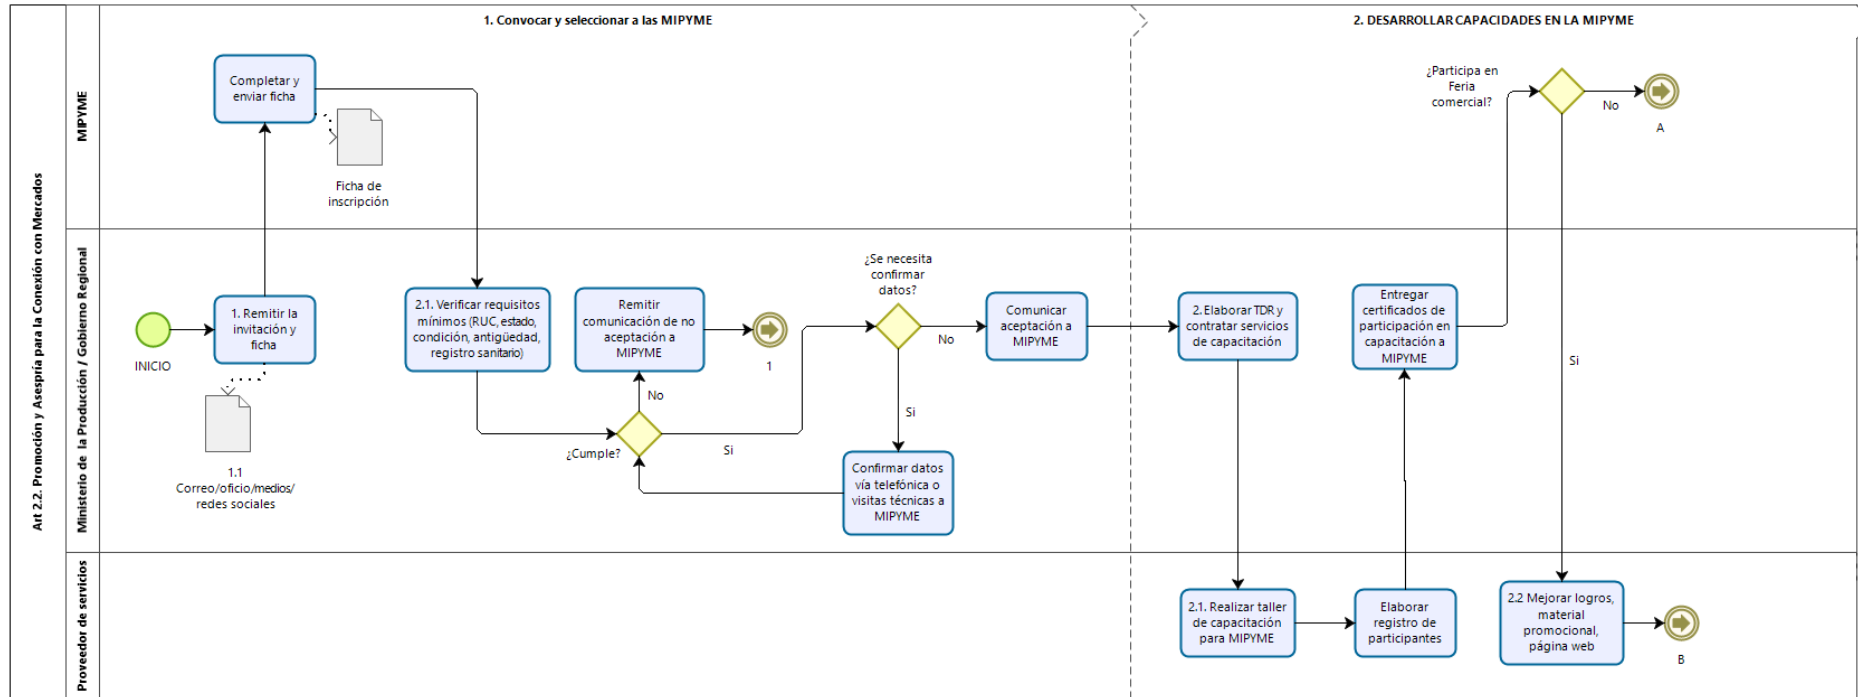 Art 2.2. Promoción y Asespría para la Conexión con Mercados
1. Convocar y seleccionar a las MIPYME
2. DESARROLLAR CAPACIDADES EN LA MIPYME
MIPYME
Completar y
enviar ficha
Ficha de
inscripción
¿Participa en
Feria
comercial?
No
A
Si
Ministerio de la Producción / Gobierno Regional
INICIO
1. Remitir la
invitación y
ficha
1.1
Correo/oficio/medios/
redes sociales
2.1. Verificar requisitos
mínimos (RUC, estado,
condición, antigüedad,
registro sanitario)
Remitir
comunicación de no
aceptación a
MIPYME
1
No
¿Cumple?
Si
¿Se necesita
confirmar
datos?
No
Si
Confirmar datos
vía telefónica o
visitas técnicas a
MIPYME
Comunicar
aceptación a
MIPYME
2. Elaborar TDR y
contratar servicios
de capacitación
Entregar
certificados de
participación en
capacitación a
MIPYME
Proveedor de servicios
2.1. Realizar taller
de capacitación
para MIPYME
Elaborar
registro de
participantes
2.2 Mejorar logros,
material
promocional,
página web
B